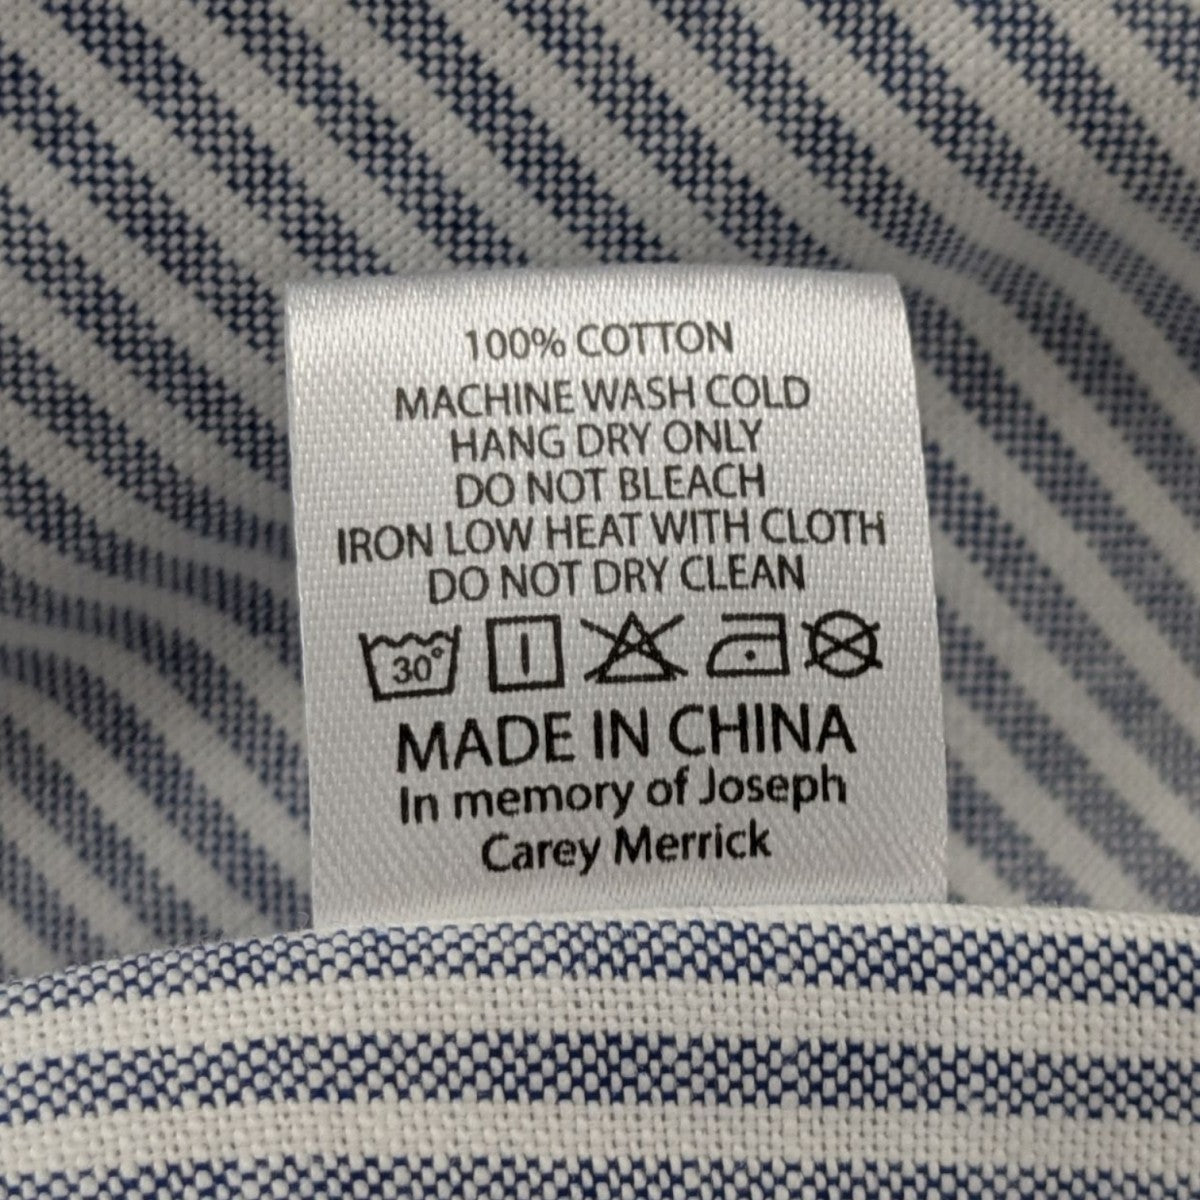 100% COTTON
MACHINE WASH COLD
HANG DRY ONLY
DO NOT BLEACH
IRON LOW HEAT WITH CLOTH
DO NOT DRY CLEAN
30°
MADE IN CHINA
In memory of Joseph
Carey Merrick